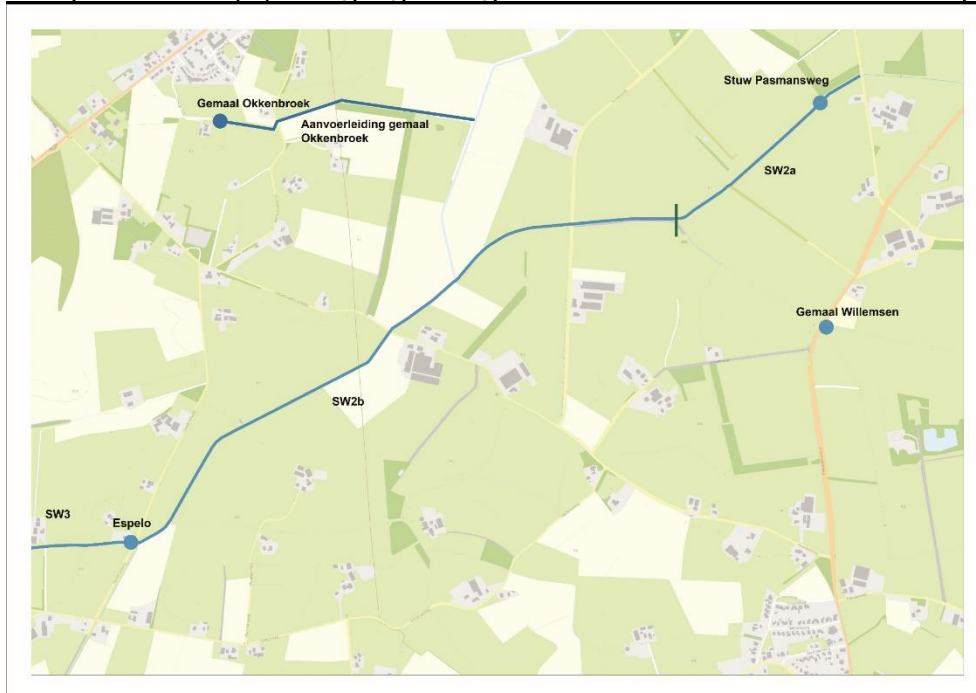 Stuw Pasmansweg
Gemaal Okkenbroek
Aanvoerleiding gemaal
Okkenbroek
SW2a
Gemaal Willemsen
SW2b
SW3
Espelo